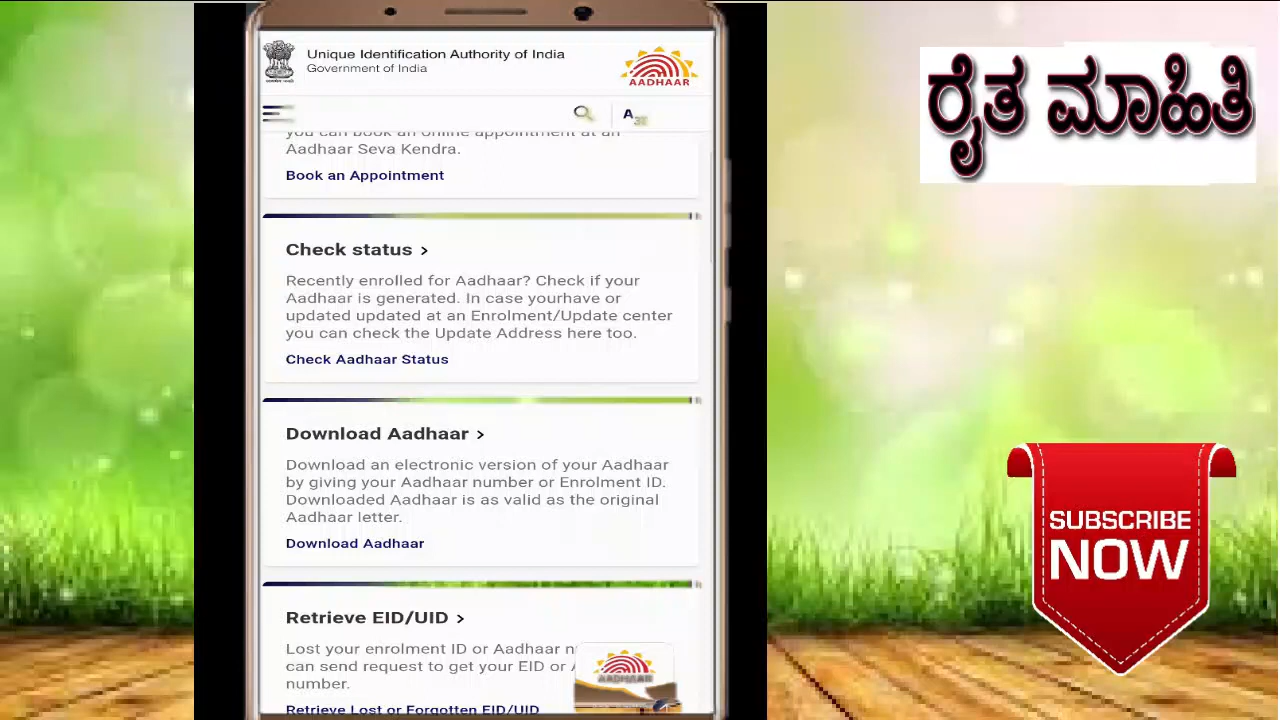 Unique Identification Authority of India
Government of India
AADHAAR
A
you can book an online appointment at an
Aadhaar Seva Kendra.
Book an Appointment
Check status >
Recently enrolled for Aadhaar? Check if your
Aadhaar is generated. In case yourhave or
updated updated at an Enrolment/Update center
you can check the Update Address here too.
Check Aadhaar Status
Download Aadhaar >
Download an electronic version of your Aadhaar
by giving your Aadhaar number or Enrolment ID.
Downloaded Aadhaar is as valid as the original
Aadhaar letter.
Download Aadhaar
Retrieve EID/UID >
Lost your enrolment ID or Aadhaar
can send request to get your EID or
number.
Retrieve Lost or Forgotten EID/UID
AADHAAR
ರೈತ ಮಾಹಿತಿ
SUBSCRIBE
NOW